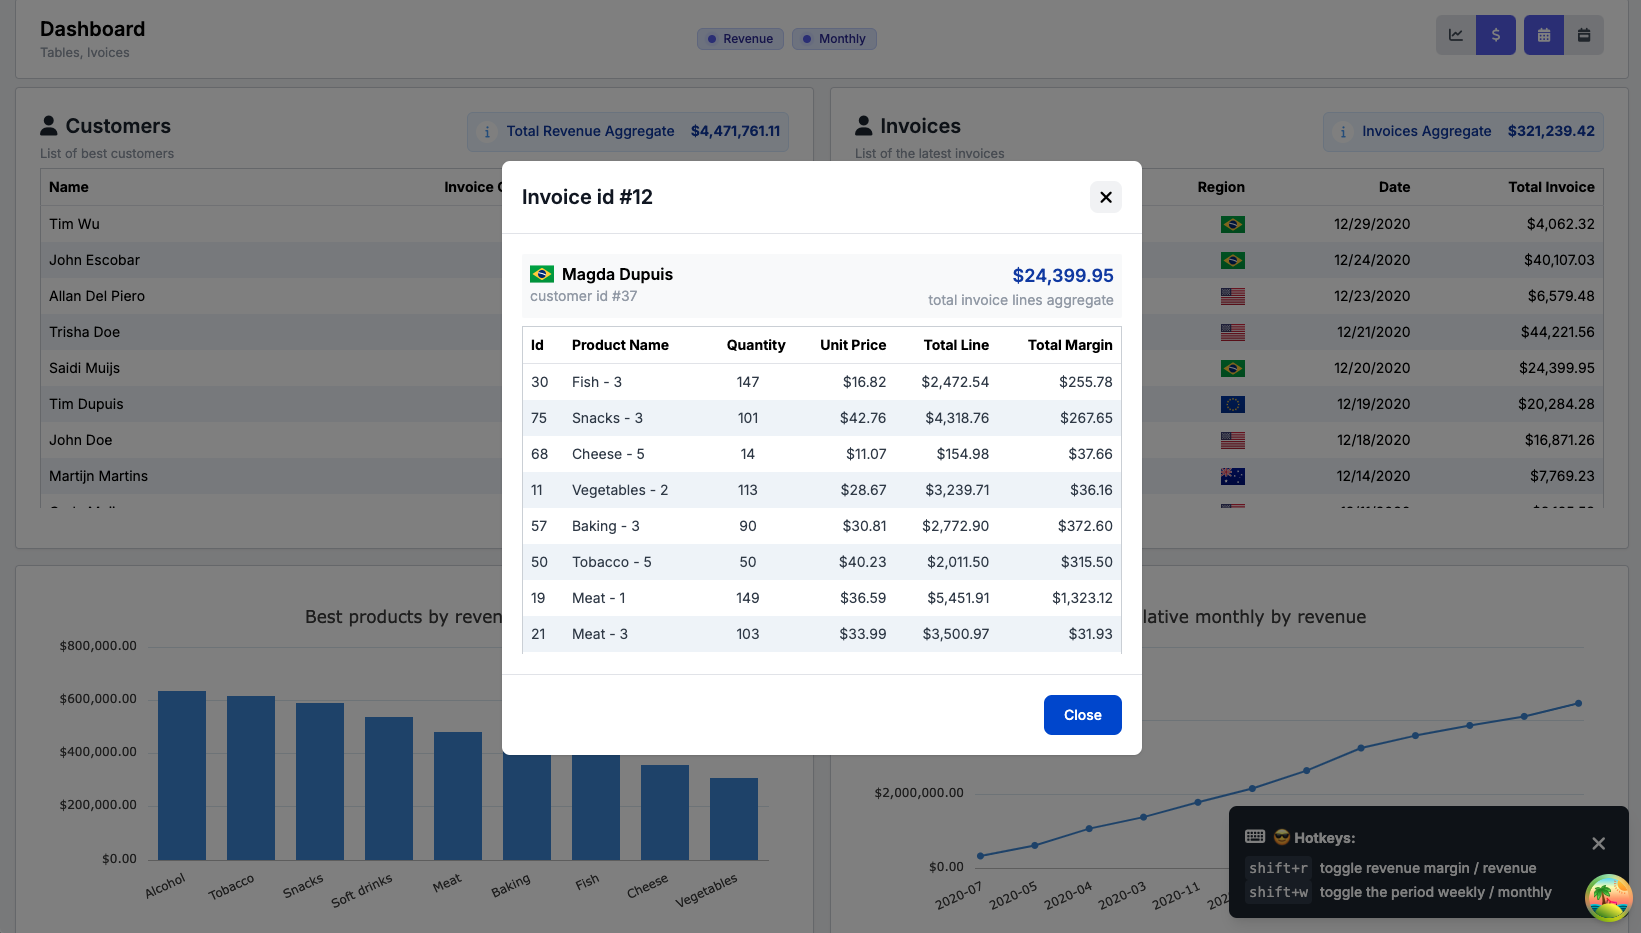 Dashboard
Tables, Ivoices
Revenue
Monthly
Customers
List of best customers
Total Revenue Aggregate $4,471,761.11
Name
Tim Wu
John Escobar
Allan Del Piero
Trisha Doe
Saidi Muijs
Tim Dupuis
John Doe
Martijn Martins
Invoices
List of the latest invoices
Invoices Aggregate $321,239.42
Region Date Total Invoice
12/29/2020 $4,062.32
12/24/2020 $40,107.03
12/23/2020 $6,579.48
12/21/2020 $44,221.56
12/20/2020 $24,399.95
12/19/2020 $20,284.28
12/18/2020 $16,871.26
12/14/2020 $7,769.23
Invoice id #12
Magda Dupuis
customer id #37
$24,399.95
total invoice lines aggregate
Id Product Name Quantity Unit Price Total Line Total Margin
30 Fish - 3 147 $16.82 $2,472.54 $255.78
75 Snacks - 3 101 $42.76 $4,318.76 $267.65
68 Cheese - 5 14 $11.07 $154.98 $37.66
11 Vegetables - 2 113 $28.67 $3,239.71 $36.16
57 Baking - 3 90 $30.81 $2,772.90 $372.60
50 Tobacco - 5 50 $40.23 $2,011.50 $315.50
19 Meat - 1 149 $36.59 $5,451.91 $1,323.12
21 Meat - 3 103 $33.99 $3,500.97 $31.93
Close
Best products by
$800,000.00
$600,000.00
$400,000.00
$200,000.00
$0.00
Alcohol
Tobacco
Snacks
Soft drinks
Meat
Baking
Fish
Cheese
Vegetables
monthly by revenue
$2,000,000.00
$0.00
2020-07
2020-05
2020-04
2020-03
2020-11
Hotkeys:
shift+r toggle revenue margin / revenue
shift+w toggle the period weekly / monthly